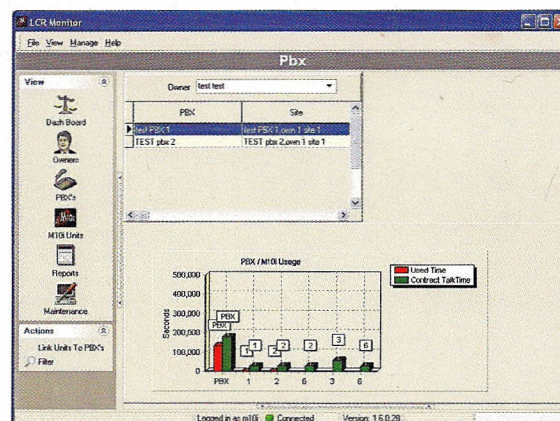 LCR Monitor
File View Manage Help
Pbx
View
Dash Board
Owners
PBX's
M10i Units
Reports
Maintenance
Actions
Link Units To PBX's
Filter
Owner test test
PBX Site
test PBX 1 test PBX 1,own 1 site 1
TEST pbx 2 TEST pbx 2,own 1 site 1
PBX / M10i Usage
Used Time
Contract TalkTime
Seconds
500,000
400,000
300,000
200,000
100,000
0
PBX PBX 1 1 2 2 6 3 6
PBX 1 2 6 3 6
Logged in as m10i Connected Version: 1.6.0.28